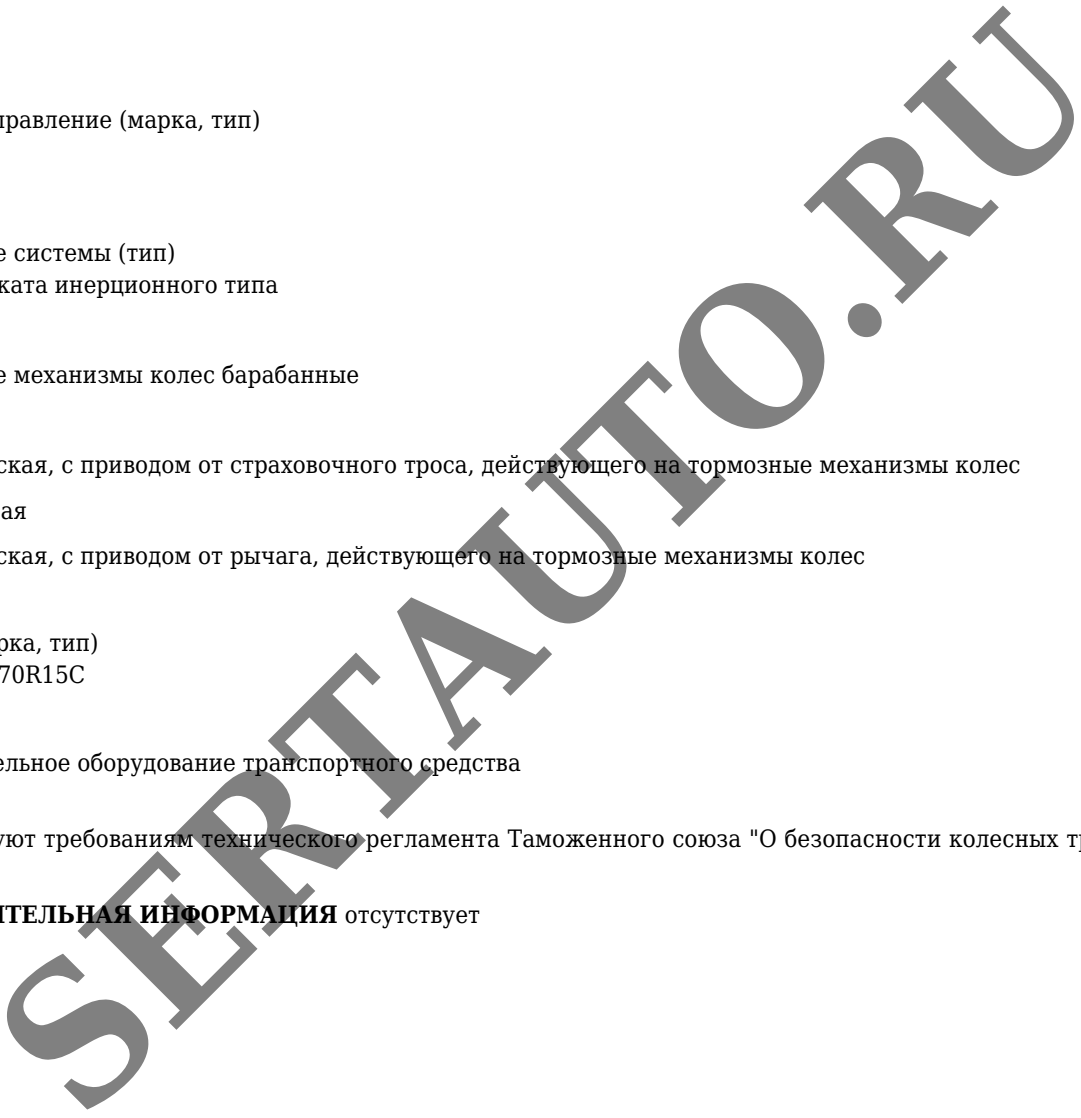 правление (марка, тип)
е системы (тип)
ката инерционного типа
е механизмы колес барабанные
ская, с приводом от страховочного троса, действующего на тормозные механизмы колес
ая
ская, с приводом от рычага, действующего на тормозные механизмы колес
рка, тип)
70R15C
ельное оборудование транспортного средства
уют требованиям технического регламента Таможенного союза "О безопасности колесных тр
ИТЕЛЬНАЯ ИНФОРМАЦИЯ отсутствует
SERTAUTO.RU